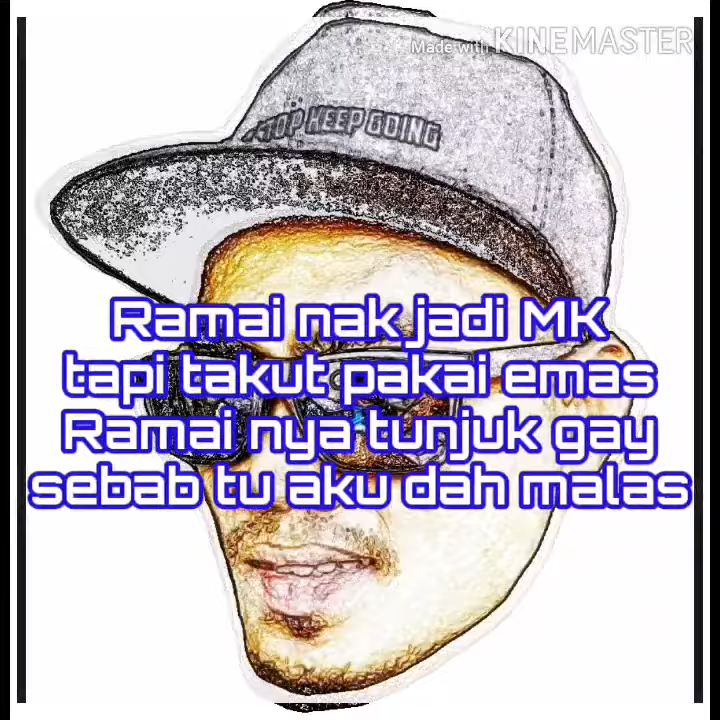 Made with KINEMASTER
STOP KEEP GOING
Ramai nak jadi MK
tapi takut pakai emas
Ramai nya tunjuk gay
sebab tu aku dah malas